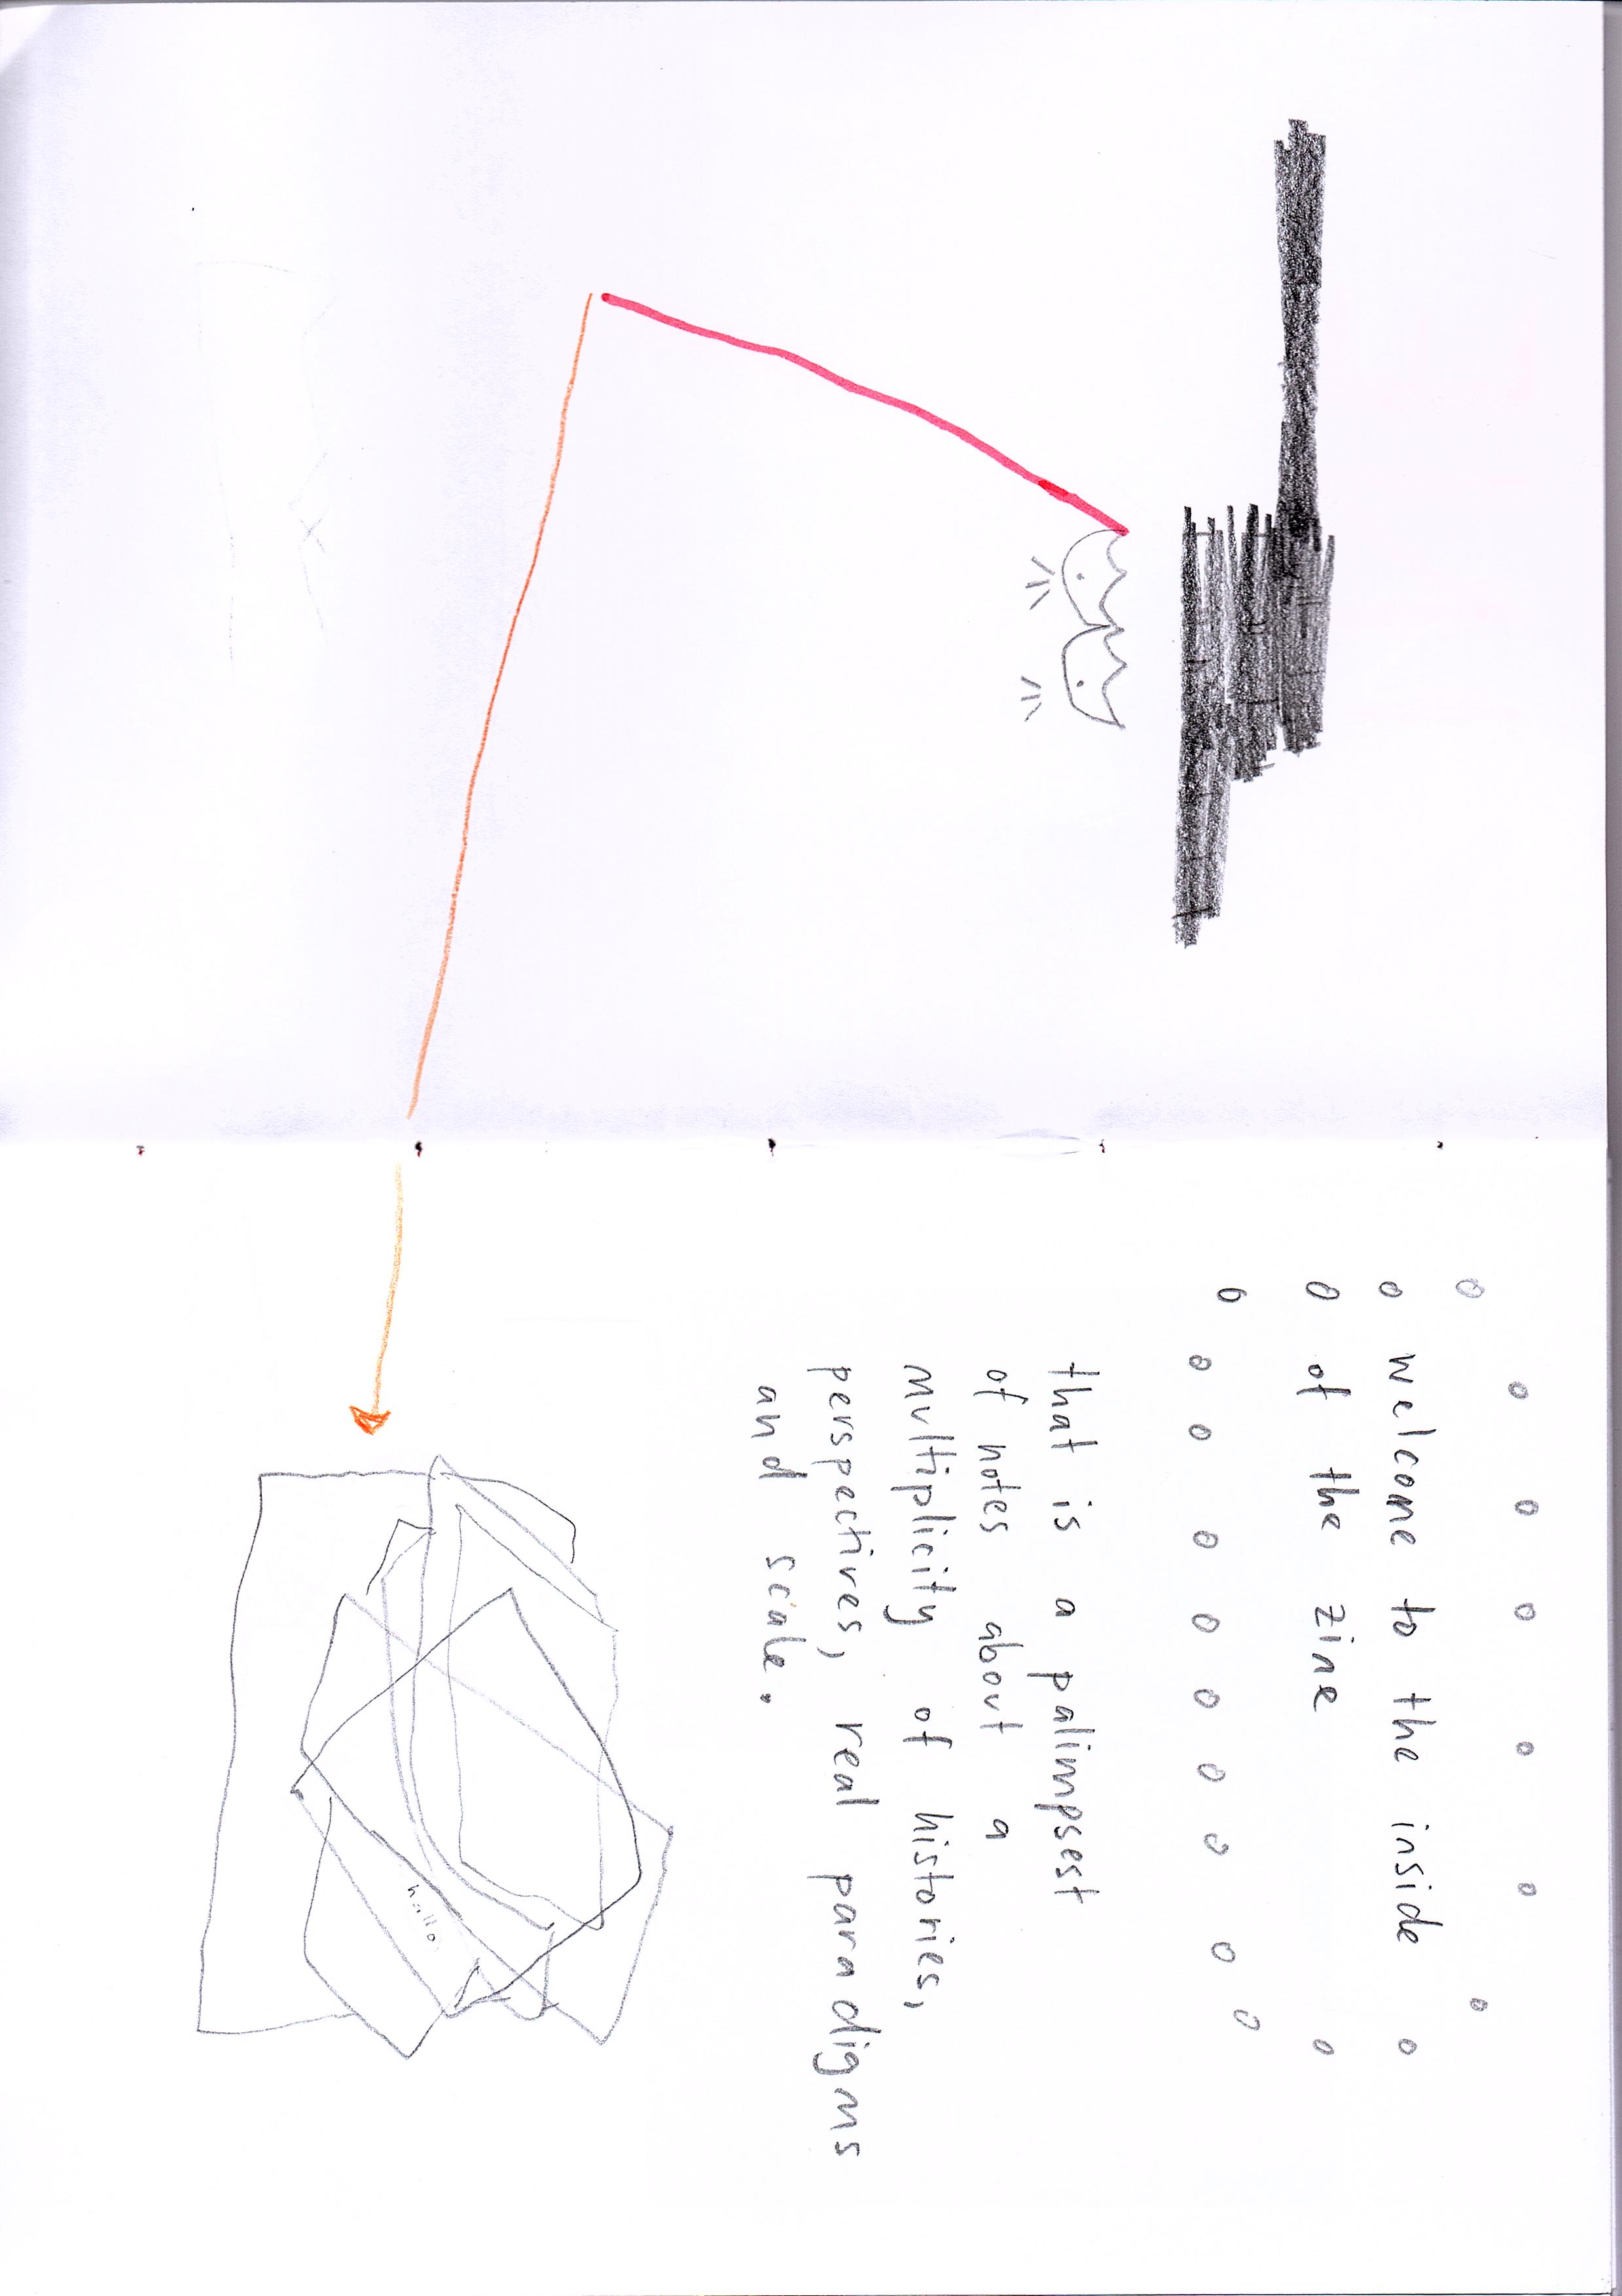 welcome to the inside
of the zine
that is a palimpsest
of notes about a
multiplicity of histories,
perspectives, real paradigms
and scale.
hallo